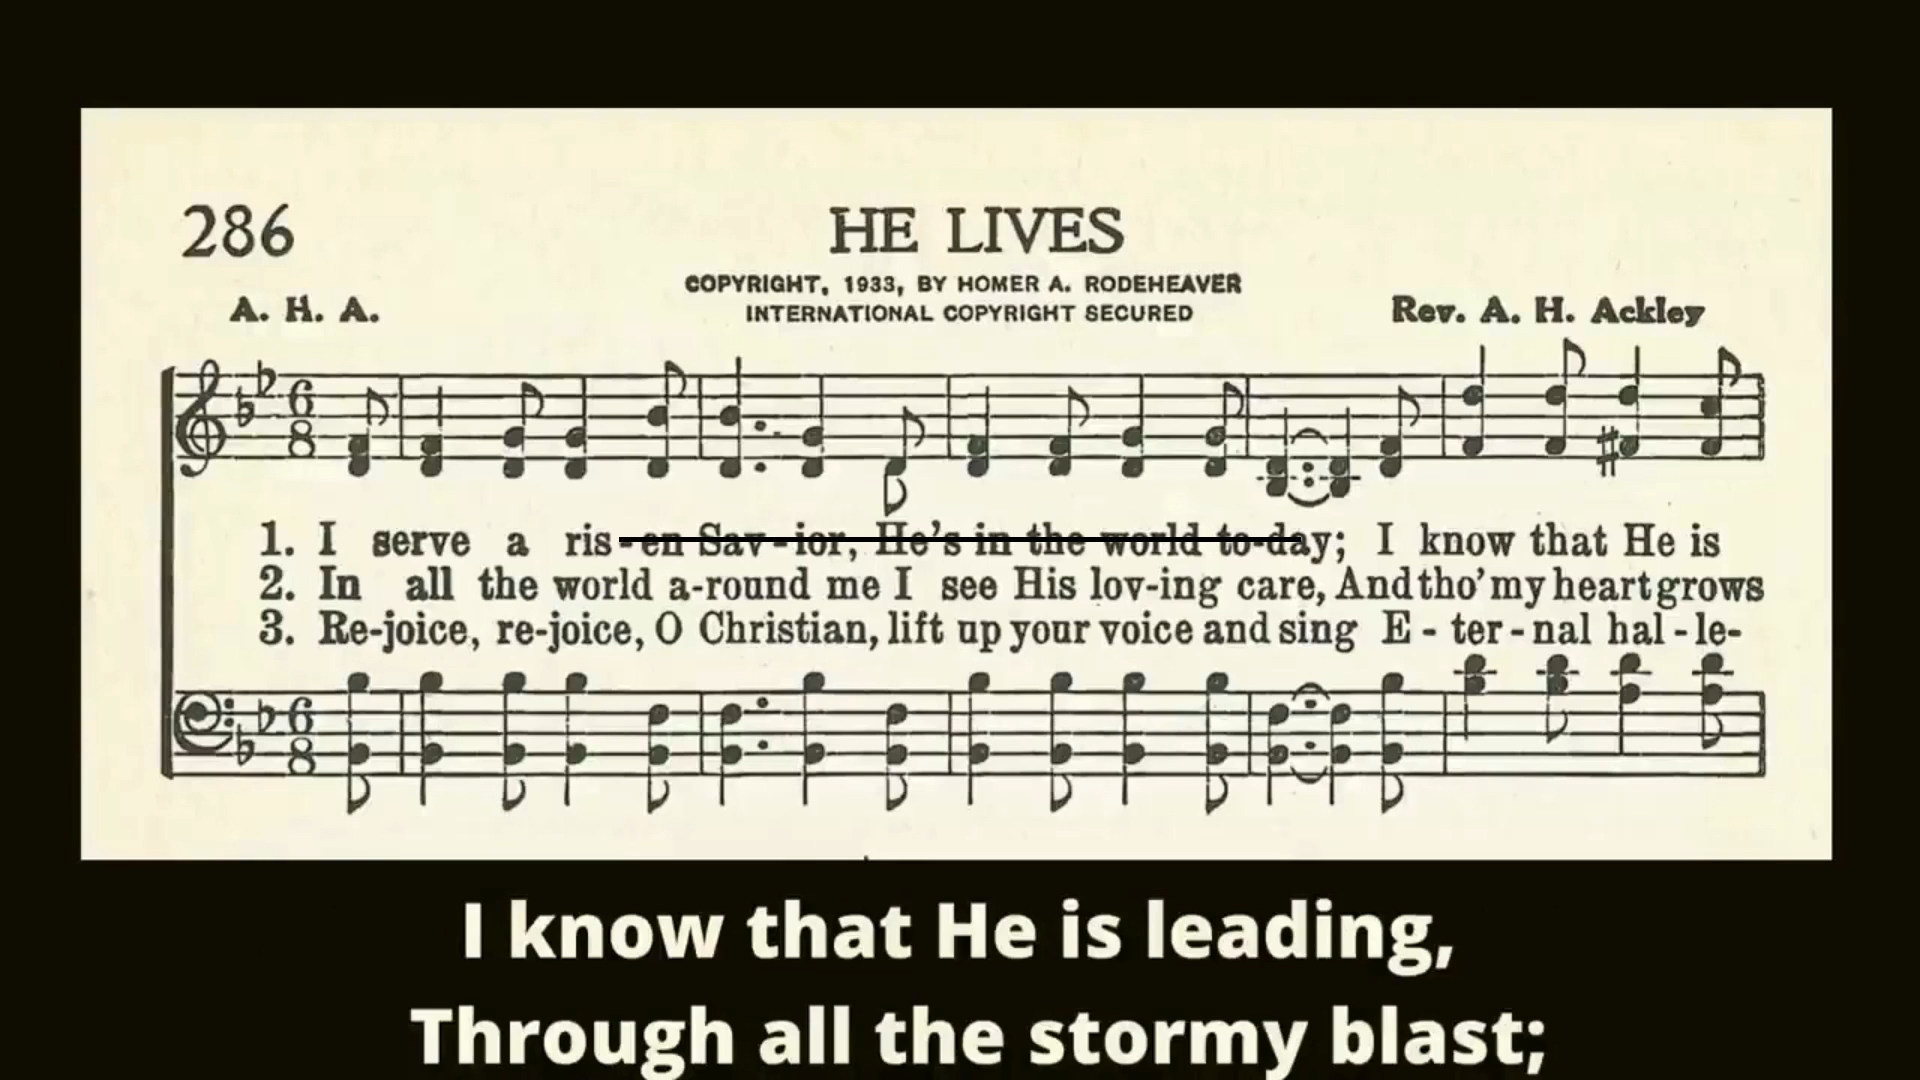 286
HE LIVES
COPYRIGHT, 1933, BY HOMER A. RODEHEAVER
INTERNATIONAL COPYRIGHT SECURED
A. H. A.
Rev. A. H. Ackley
1. I serve a ris-en Sav-ior, He's in the world to-day; I know that He is
2. In all the world a-round me I see His lov-ing care, And tho' my heart grows
3. Re-joice, re-joice, O Christian, lift up your voice and sing E - ter - nal hal - le-
I know that He is leading,
Through all the stormy blast;